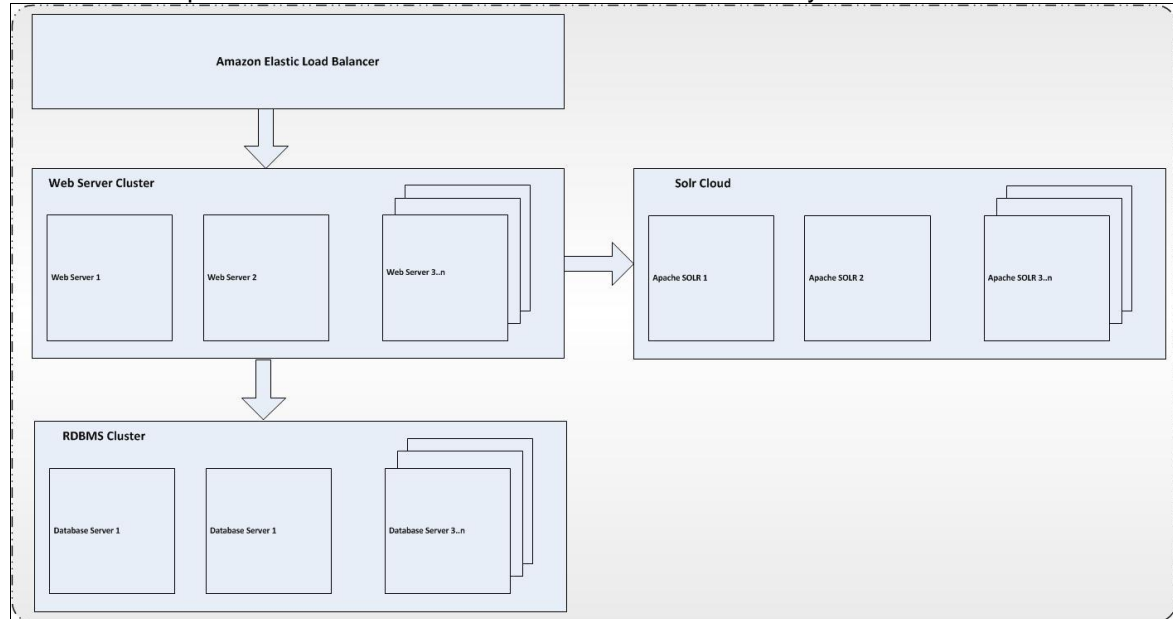 Amazon Elastic Load Balancer
Web Server Cluster
Web Server 1
Web Server 2
Web Server 3..n
Solr Cloud
Apache SOLR 1
Apache SOLR 2
Apache SOLR 3..n
RDBMS Cluster
Database Server 1
Database Server 1
Database Server 3..n